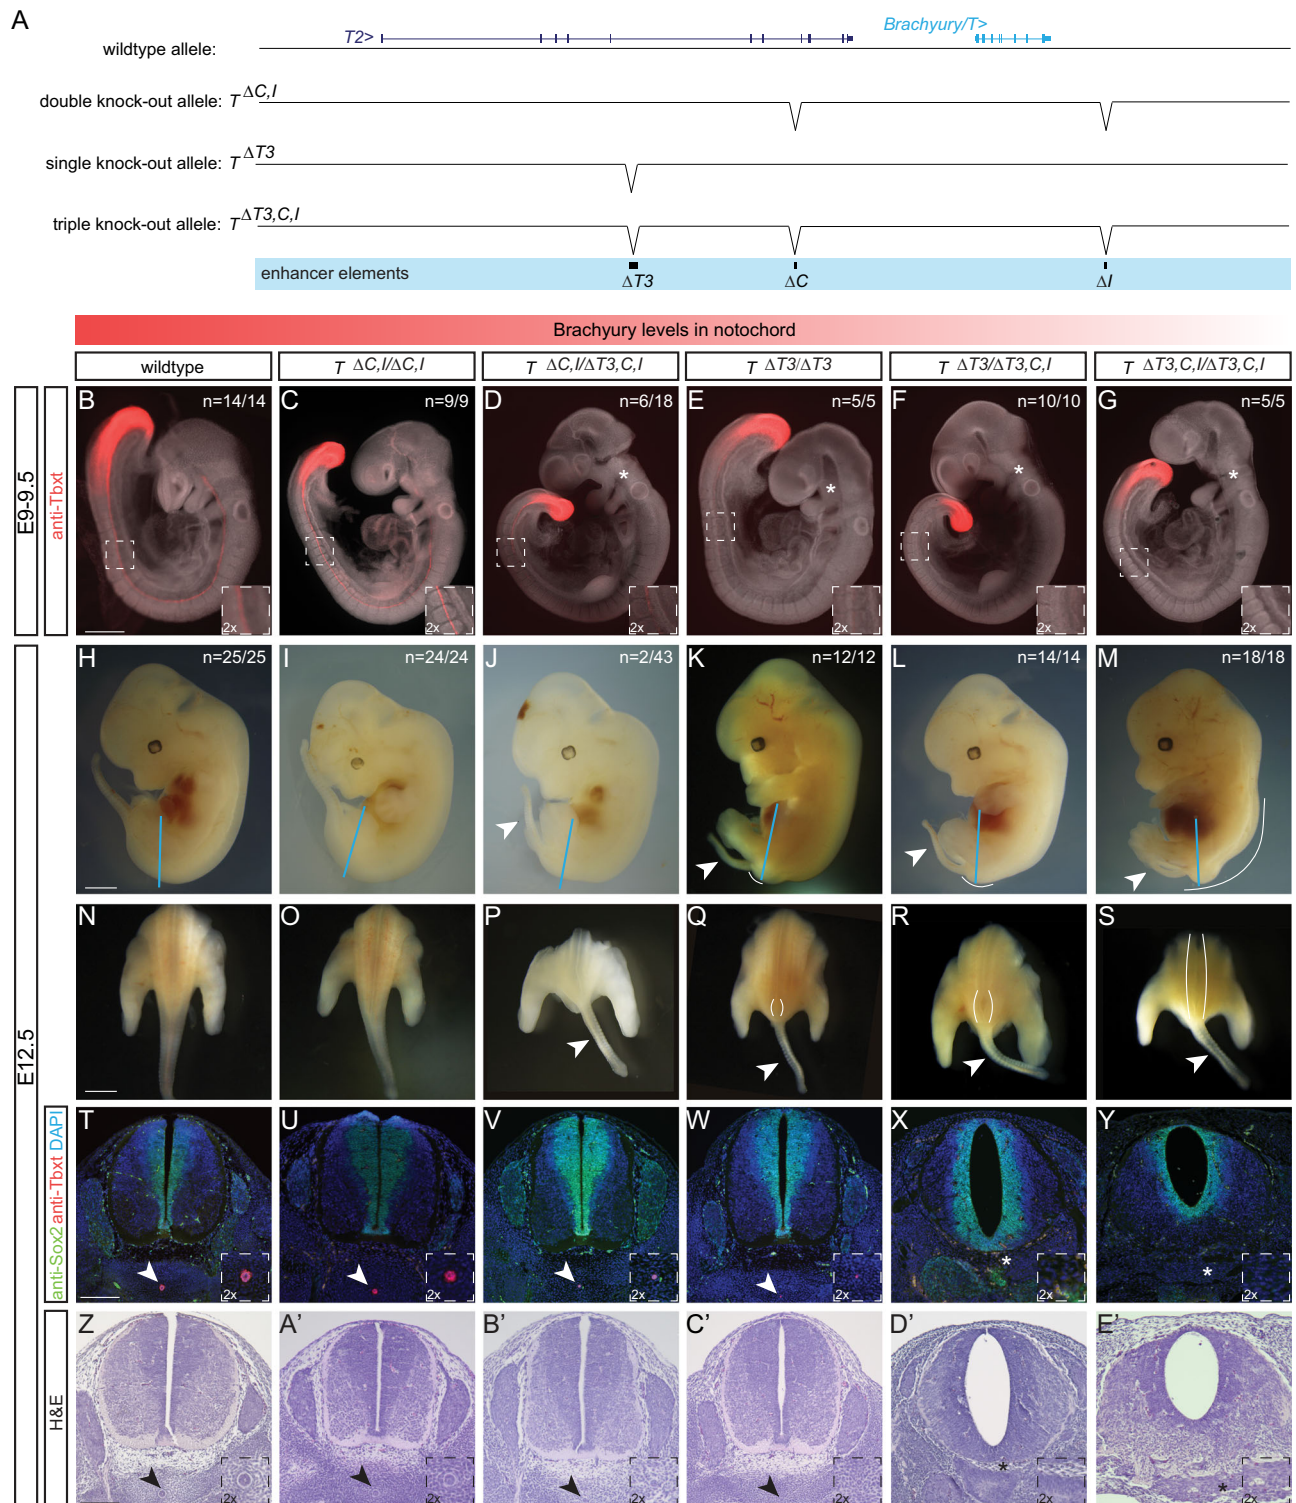 A
T2>
Brachyury/T>
wildtype allele:
double knock-out allele: T ΔC,I
single knock-out allele: T ΔT3
triple knock-out allele: T ΔT3,C,I
enhancer elements
ΔT3
ΔC
ΔI
Brachyury levels in notochord
wildtype
T ΔC,I/ΔC,I
T ΔC,I/ΔT3,C,I
T ΔT3/ΔT3
T ΔT3/ΔT3,C,I
T ΔT3,C,I/ΔT3,C,I
E9-9.5
anti-Tbxt
B n=14/14 2x
C n=9/9 2x
D n=6/18 * 2x
E n=5/5 * 2x
F n=10/10 * 2x
G n=5/5 * 2x
E12.5
H n=25/25
I n=24/24
J n=2/43
K n=12/12
L n=14/14
M n=18/18
N
O
P
Q
R
S
anti-Sox2 anti-Tbxt DAPI
T 2x
U 2x
V 2x
W 2x
X * 2x
Y * 2x
H&E
Z 2x
A' 2x
B' 2x
C' 2x
D' * 2x
E' * 2x